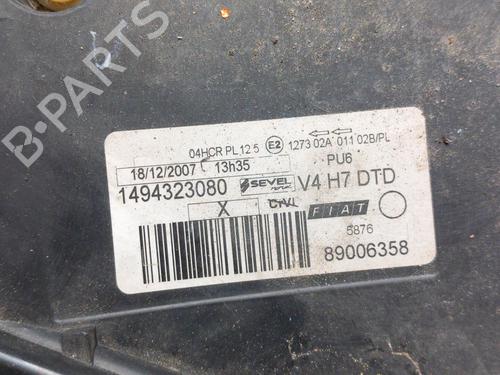 B-PARTS
04HCR PL 12 5 E2 1273 02A 011 02B/PL
18/12/2007 13h35 PU6
1494323080 SEVEL V4 H7 DTD
X FIAT
5876
89006358